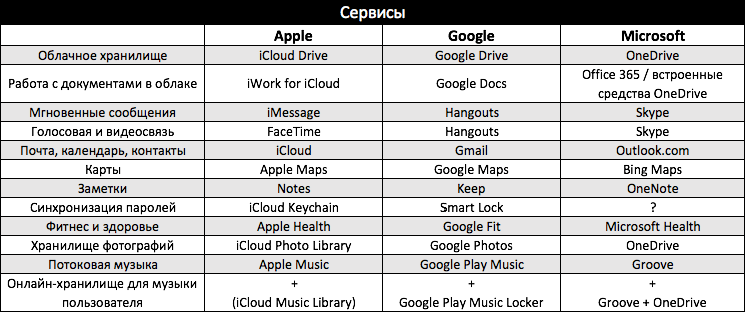 Сервисы
Apple Google Microsoft
Облачное хранилище iCloud Drive Google Drive OneDrive
Работа с документами в облаке iWork for iCloud Google Docs Office 365 / встроенные средства OneDrive
Мгновенные сообщения iMessage Hangouts Skype
Голосовая и видеосвязь FaceTime Hangouts Skype
Почта, календарь, контакты iCloud Gmail Outlook.com
Карты Apple Maps Google Maps Bing Maps
Заметки Notes Keep OneNote
Синхронизация паролей iCloud Keychain Smart Lock ?
Фитнес и здоровье Apple Health Google Fit Microsoft Health
Хранилище фотографий iCloud Photo Library Google Photos OneDrive
Потоковая музыка Apple Music Google Play Music Groove
Онлайн-хранилище для музыки + + +
пользователя (iCloud Music Library) Google Play Music Locker Groove + OneDrive